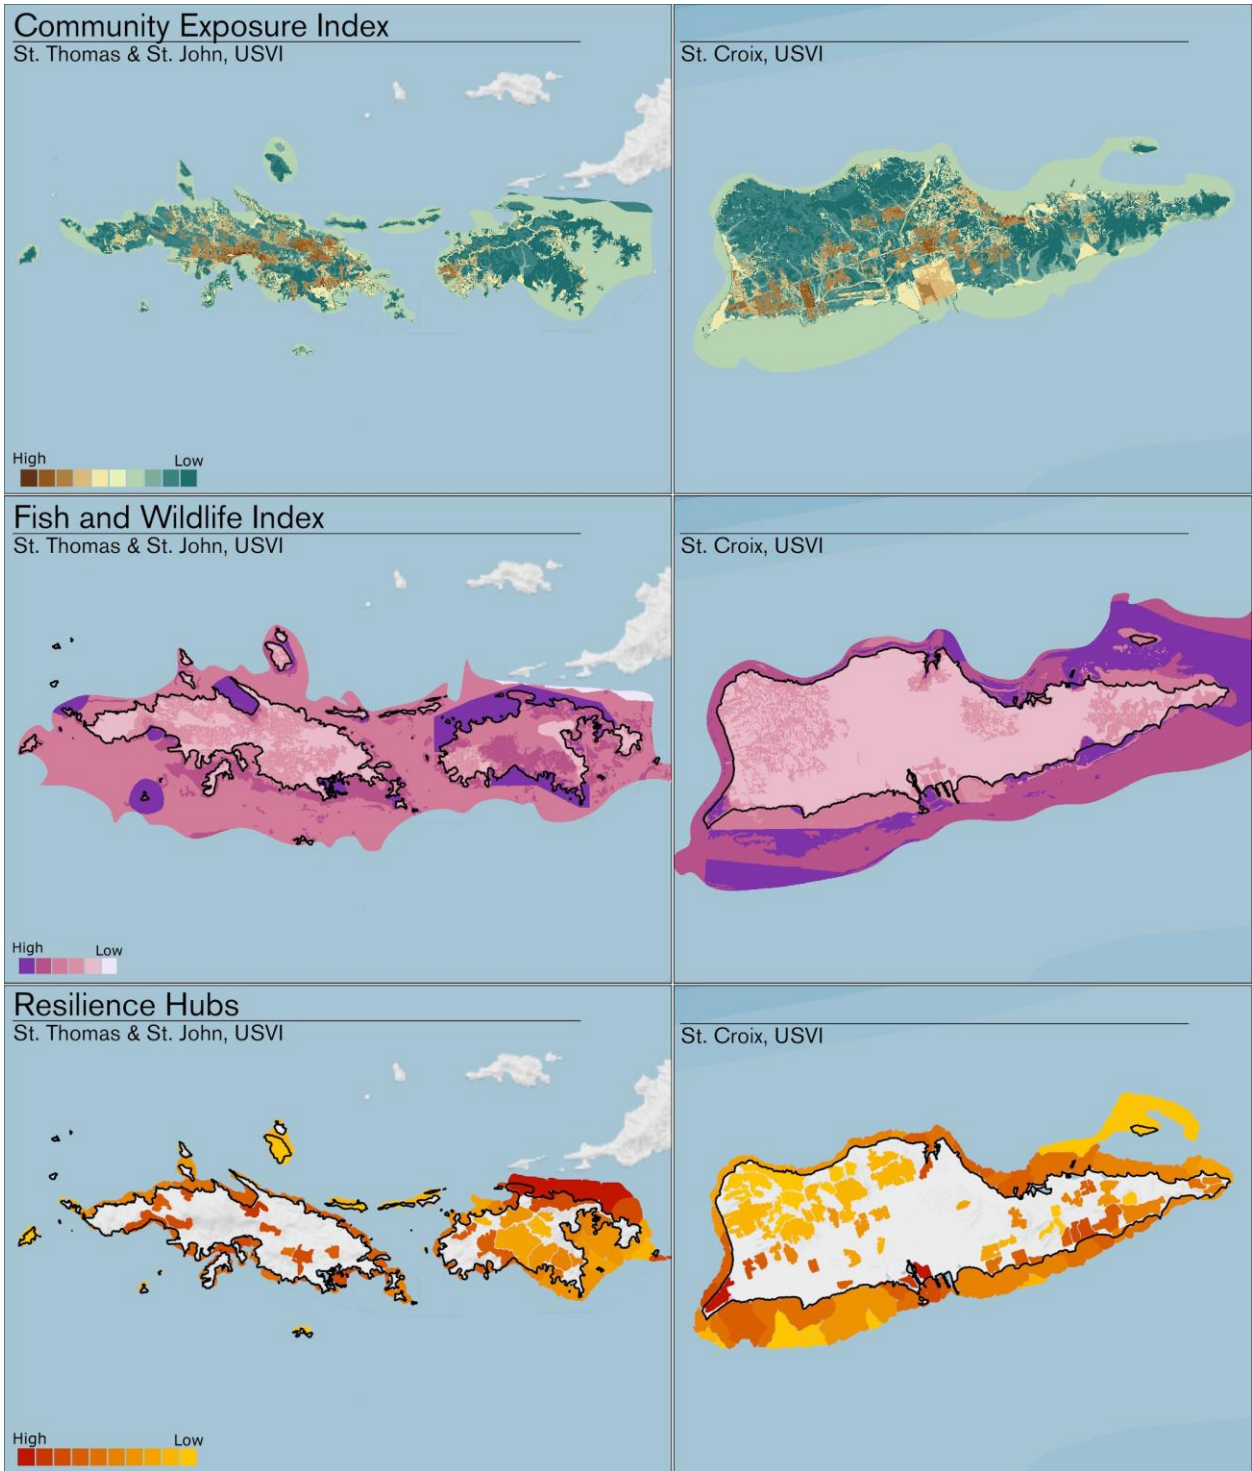 Community Exposure Index
St. Thomas & St. John, USVI
St. Croix, USVI
High Low
Fish and Wildlife Index
St. Thomas & St. John, USVI
St. Croix, USVI
High Low
Resilience Hubs
St. Thomas & St. John, USVI
St. Croix, USVI
High Low